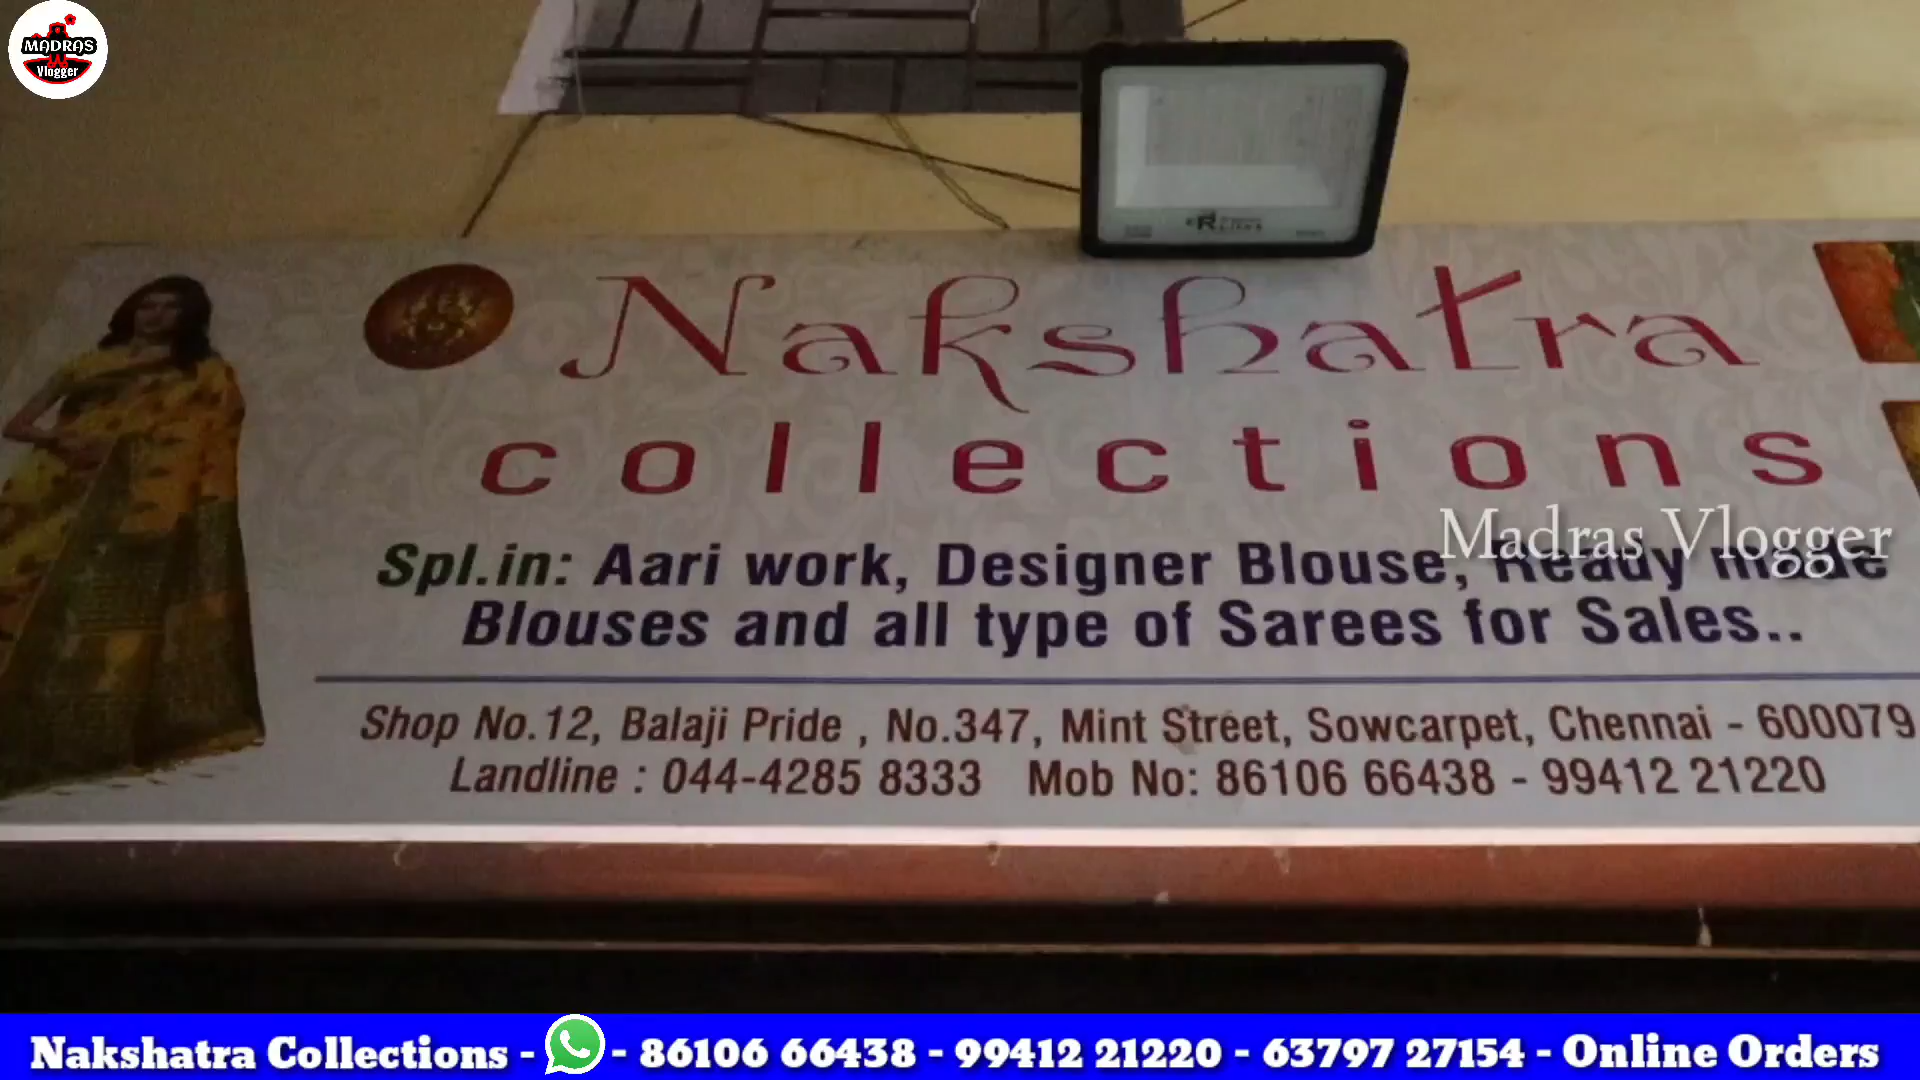 MADRAS
Vlogger
Nakshatra
collections
Madras Vlogger
Spl.in: Aari work, Designer Blouse, Ready made
Blouses and all type of Sarees for Sales..
Shop No.12, Balaji Pride , No.347, Mint Street, Sowcarpet, Chennai - 600079
Landline : 044-4285 8333 Mob No: 86106 66438 - 99412 21220
Nakshatra Collections - - 86106 66438 - 99412 21220 - 63797 27154 - Online Orders